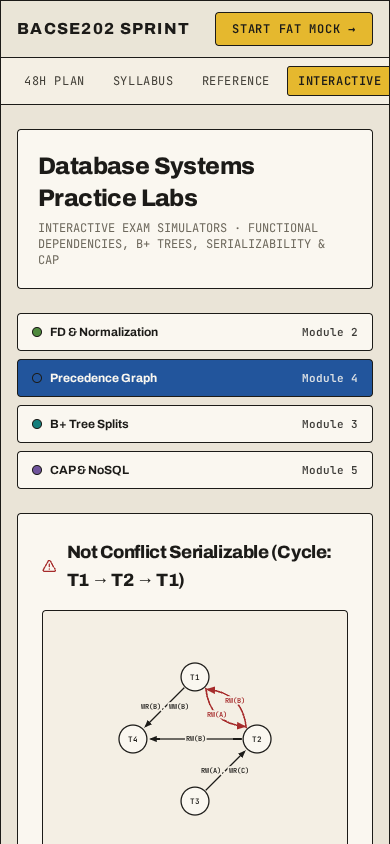 BACSE202 SPRINT
START FAT MOCK →
48H PLAN SYLLABUS REFERENCE INTERACTIVE
Database Systems
Practice Labs
INTERACTIVE EXAM SIMULATORS · FUNCTIONAL
DEPENDENCIES, B+ TREES, SERIALIZABILITY &
CAP
FD & Normalization Module 2
Precedence Graph Module 4
B+ Tree Splits Module 3
CAP & NoSQL Module 5
Not Conflict Serializable (Cycle:
T1 → T2 → T1)
T1
RW(B)
WR(B), WW(B)
RW(A)
T4
RW(B)
T2
RW(A), WR(C)
T3